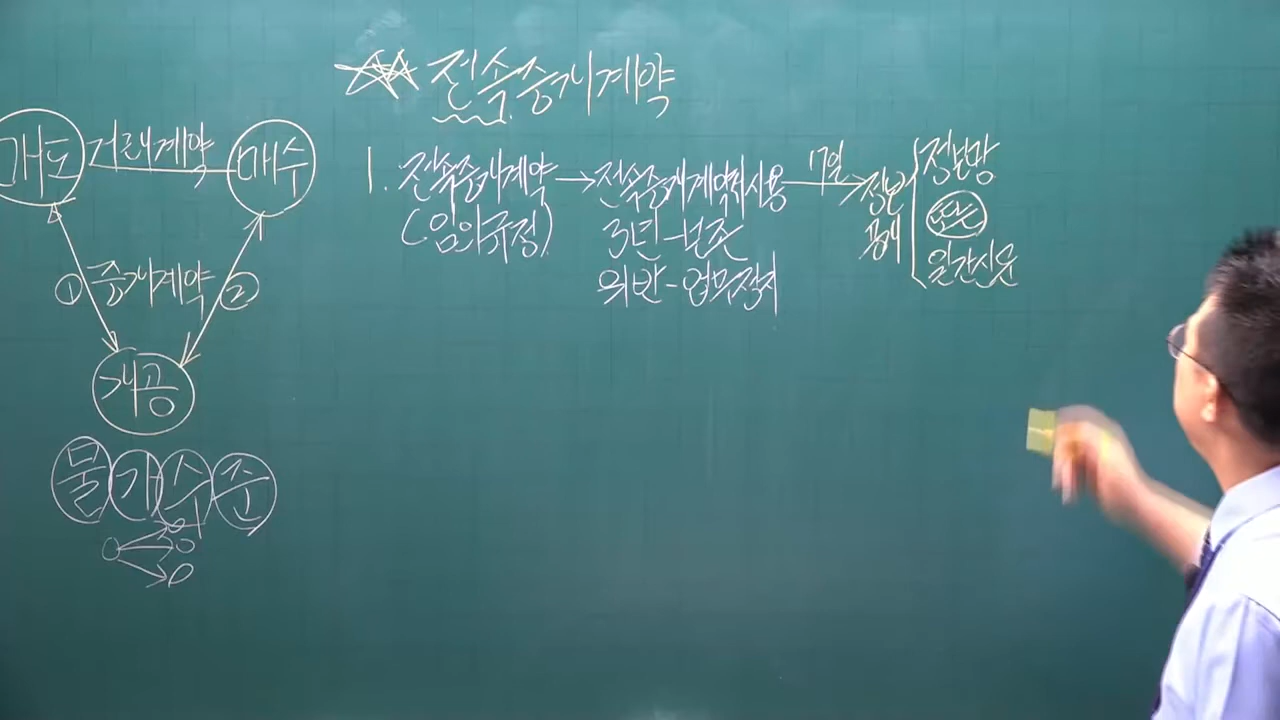 전속중개계약
매도 거래계약 매수
① 중개계약 ②
개공
물가수준
1. 전속중개계약 → 전속중개계약서사용 7일 → 정보공개
(임의규정)
3년-보존
위반-업무정지
정보망
또는
일간신문